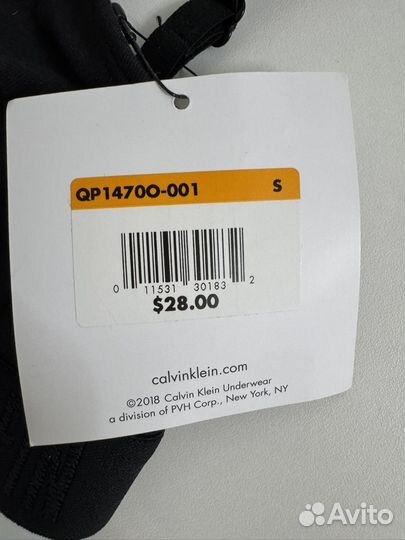 QP1470O-001 S
0 11531 30183 2
$28.00
calvinklein.com
©2018 Calvin Klein Underwear
a division of PVH Corp., New York, NY
Avito